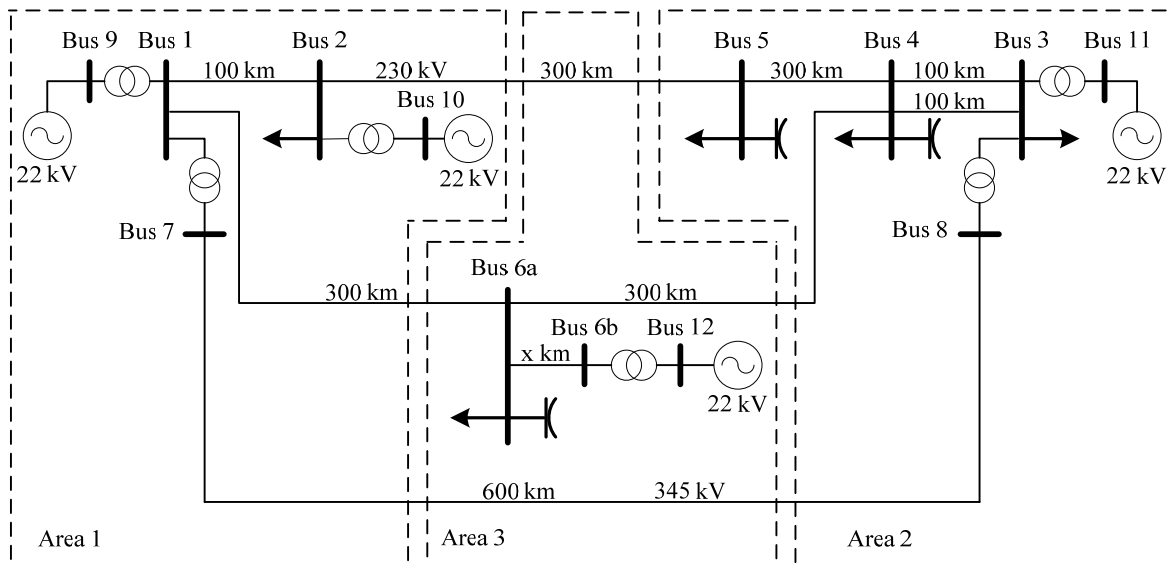 Bus 9
Bus 1
Bus 2
Bus 5
Bus 4
Bus 3
Bus 11
100 km
230 kV
300 km
300 km
100 km
Bus 10
100 km
22 kV
22 kV
22 kV
Bus 7
Bus 8
Bus 6a
300 km
300 km
Bus 6b
Bus 12
x km
22 kV
600 km
345 kV
Area 1
Area 3
Area 2